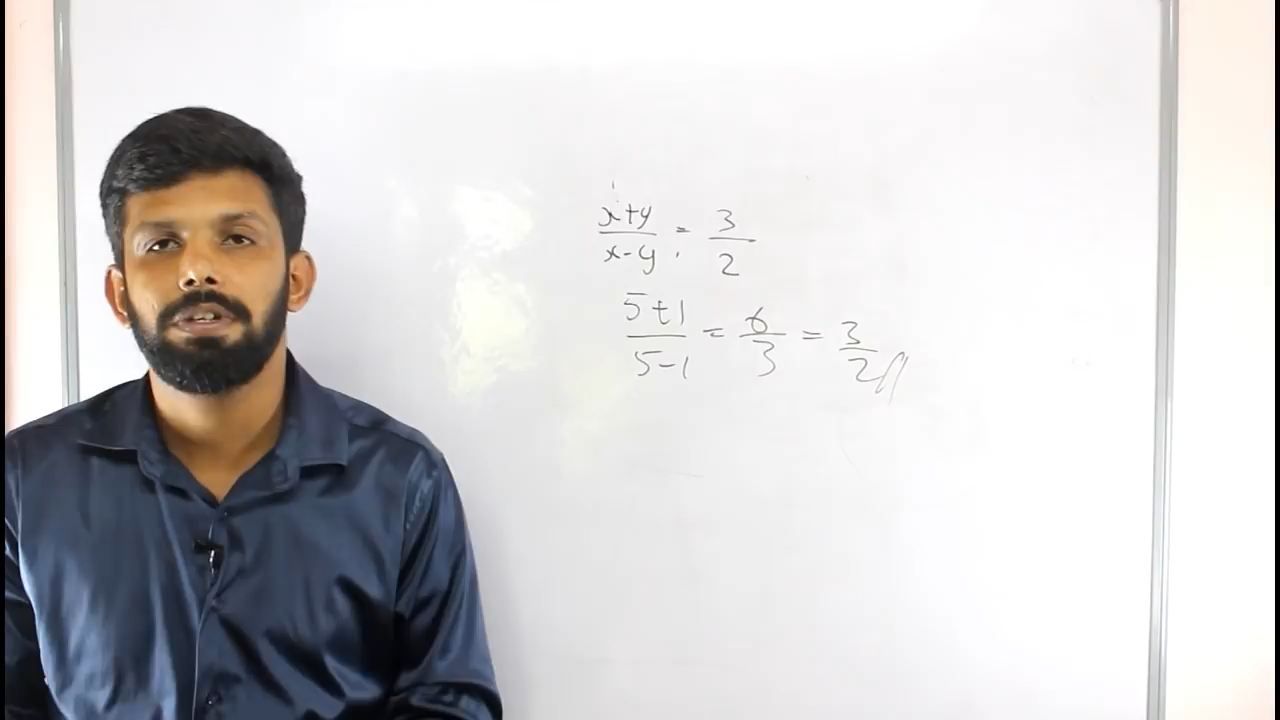 x+y / x-y = 3 / 2
5+1 / 5-1 = 6 / 3 = 3 / 2 //